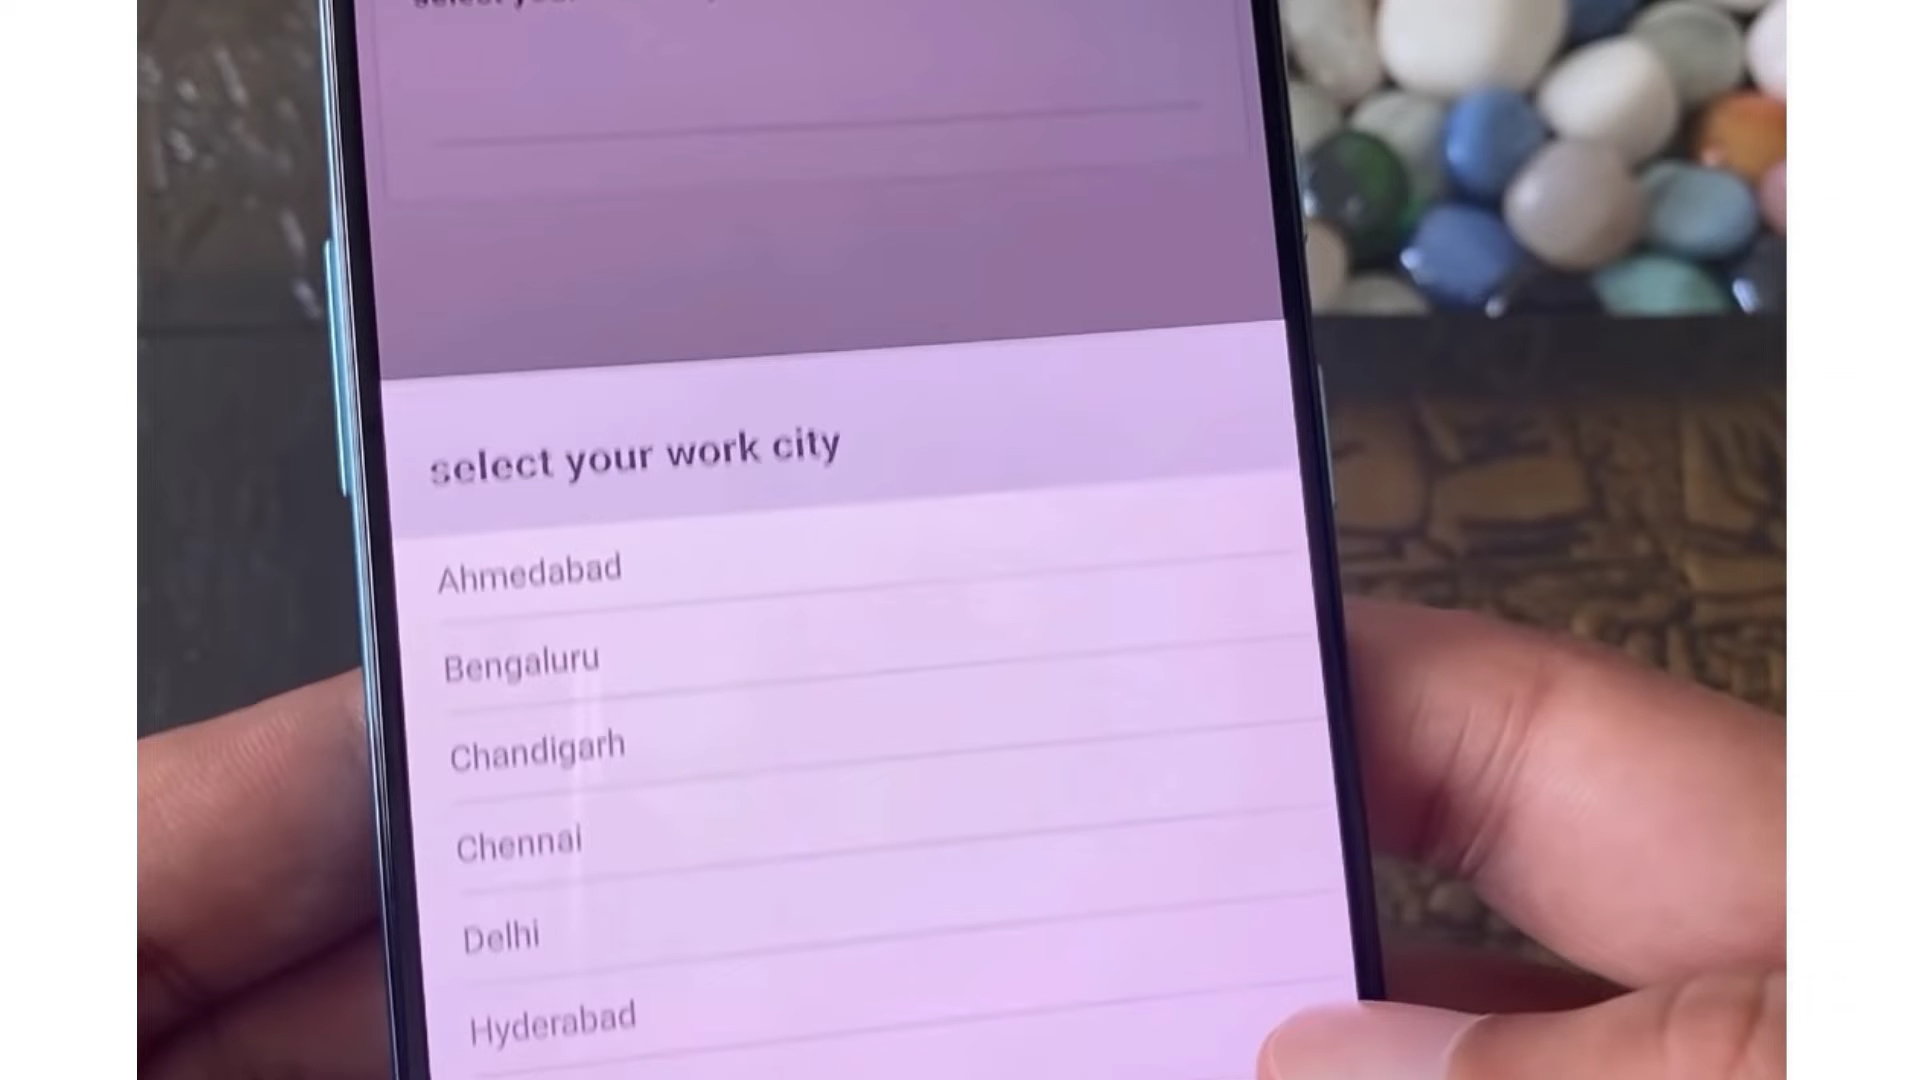 select your work city
Ahmedabad
Bengaluru
Chandigarh
Chennai
Delhi
Hyderabad